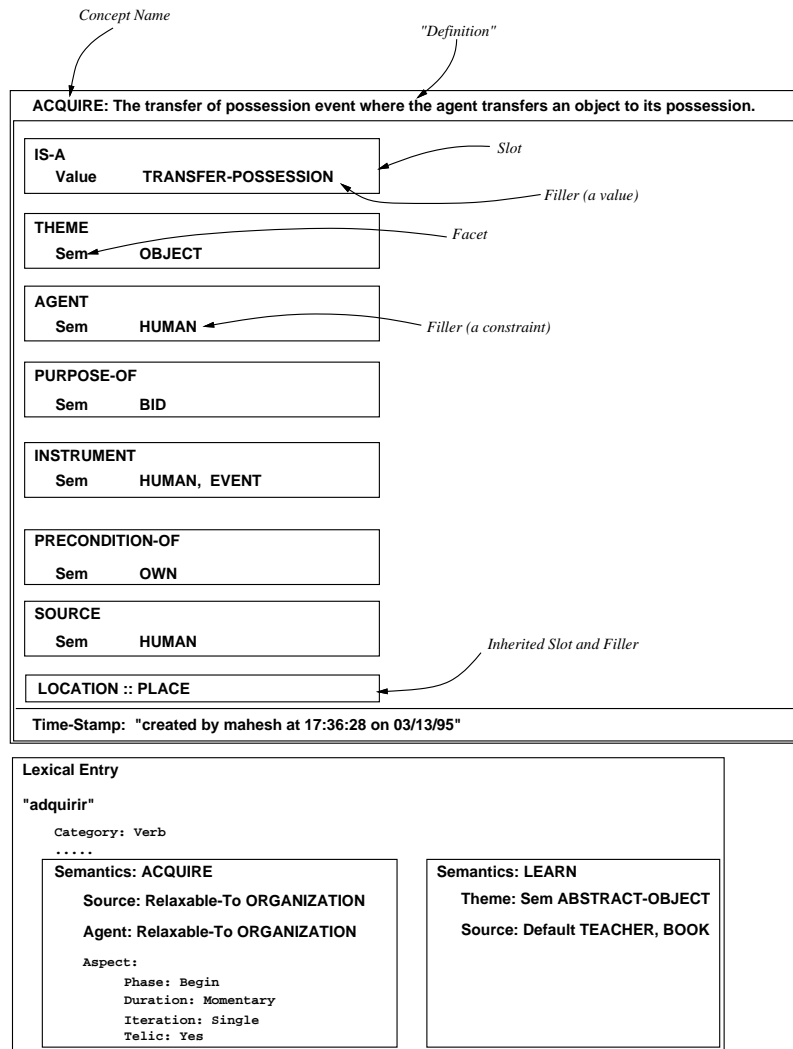 Concept Name
"Definition"
ACQUIRE: The transfer of possession event where the agent transfers an object to its possession.
IS-A
Slot
Value TRANSFER-POSSESSION
Filler (a value)
THEME
Facet
Sem OBJECT
AGENT
Sem HUMAN
Filler (a constraint)
PURPOSE-OF
Sem BID
INSTRUMENT
Sem HUMAN, EVENT
PRECONDITION-OF
Sem OWN
SOURCE
Sem HUMAN
Inherited Slot and Filler
LOCATION :: PLACE
Time-Stamp: "created by mahesh at 17:36:28 on 03/13/95"
Lexical Entry
"adquirir"
Category: Verb
.....
Semantics: ACQUIRE
Source: Relaxable-To ORGANIZATION
Agent: Relaxable-To ORGANIZATION
Aspect:
Phase: Begin
Duration: Momentary
Iteration: Single
Telic: Yes
Semantics: LEARN
Theme: Sem ABSTRACT-OBJECT
Source: Default TEACHER, BOOK